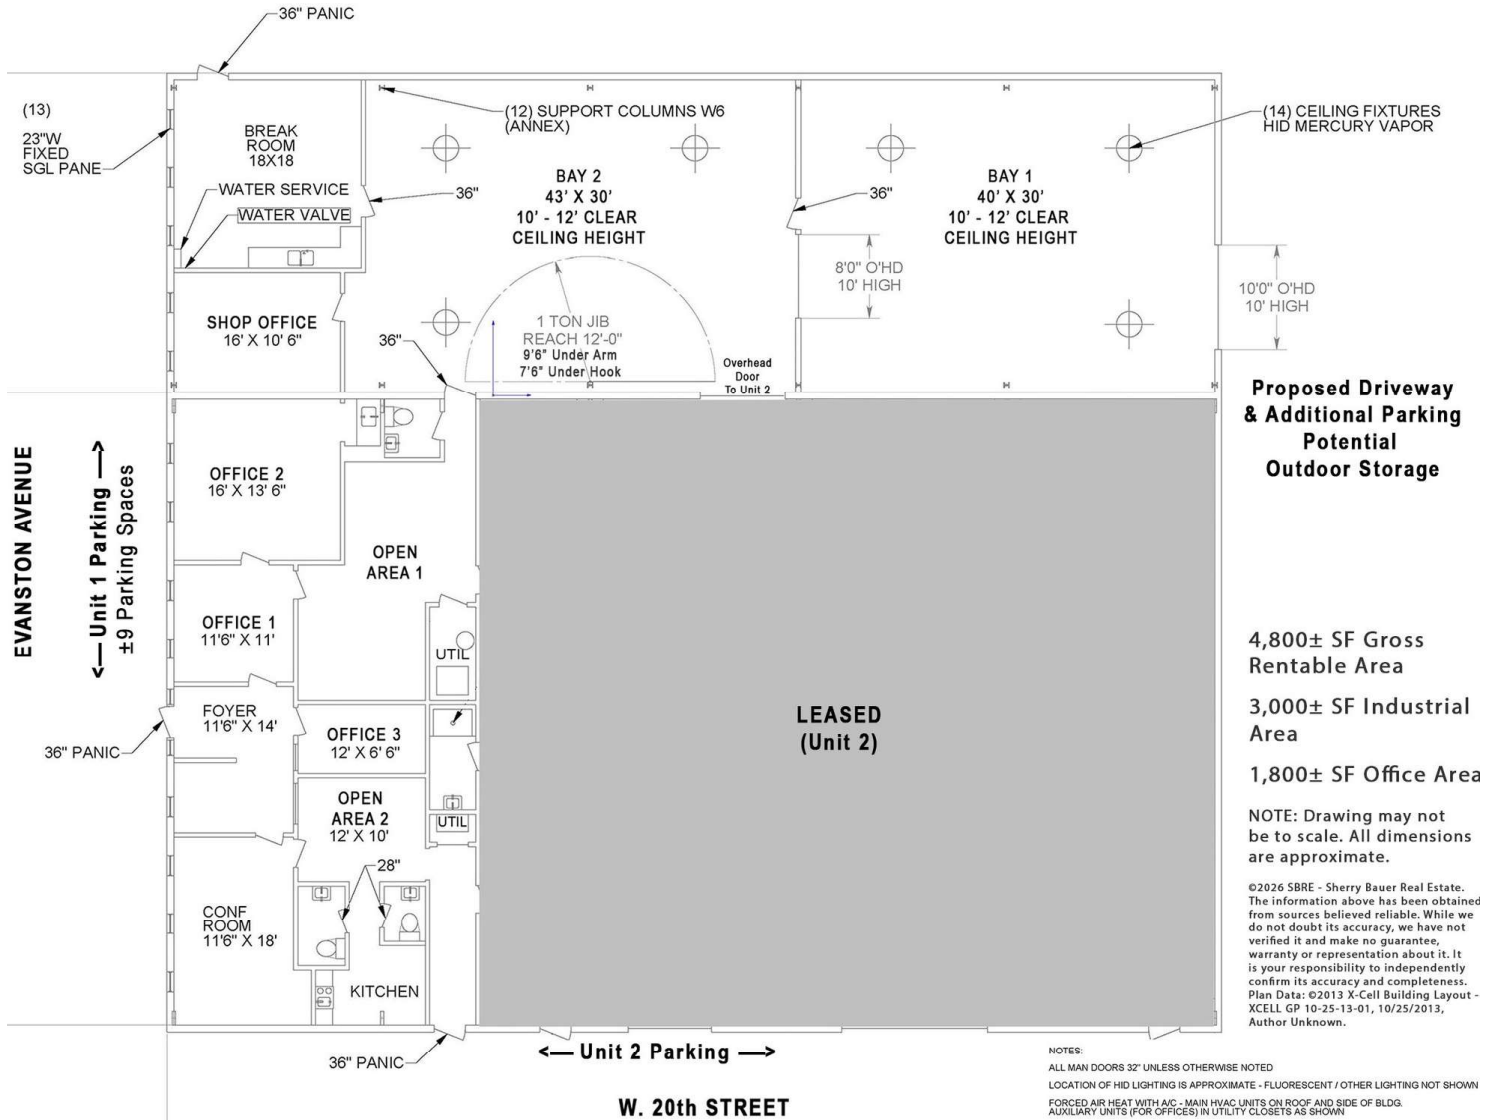 36" PANIC
(13)
23"W
FIXED
SGL PANE
BREAK
ROOM
18X18
(12) SUPPORT COLUMNS W6
(ANNEX)
(14) CEILING FIXTURES
HID MERCURY VAPOR
WATER SERVICE
WATER VALVE
36"
BAY 2
43' X 30'
10' - 12' CLEAR
CEILING HEIGHT
36"
BAY 1
40' X 30'
10' - 12' CLEAR
CEILING HEIGHT
8'0" O'HD
10' HIGH
10'0" O'HD
10' HIGH
SHOP OFFICE
16' X 10' 6"
36"
1 TON JIB
REACH 12'-0"
9'6" Under Arm
7'6" Under Hook
Overhead
Door
To Unit 2
Proposed Driveway
& Additional Parking
Potential
Outdoor Storage
EVANSTON AVENUE
<— Unit 1 Parking —>
±9 Parking Spaces
OFFICE 2
16' X 13' 6"
OPEN
AREA 1
OFFICE 1
11'6" X 11'
UTIL
4,800± SF Gross
Rentable Area
3,000± SF Industrial
Area
1,800± SF Office Area
FOYER
11'6" X 14'
36" PANIC
OFFICE 3
12' X 6' 6"
LEASED
(Unit 2)
OPEN
AREA 2
12' X 10'
UTIL
28"
NOTE: Drawing may not
be to scale. All dimensions
are approximate.
CONF
ROOM
11'6" X 18'
KITCHEN
©2026 SBRE - Sherry Bauer Real Estate.
The information above has been obtained
from sources believed reliable. While we
do not doubt its accuracy, we have not
verified it and make no guarantee,
warranty or representation about it. It
is your responsibility to independently
confirm its accuracy and completeness.
Plan Data: ©2013 X-Cell Building Layout -
XCELL GP 10-25-13-01, 10/25/2013,
Author Unknown.
36" PANIC
<— Unit 2 Parking —>
W. 20th STREET
NOTES:
ALL MAN DOORS 32" UNLESS OTHERWISE NOTED
LOCATION OF HID LIGHTING IS APPROXIMATE - FLUORESCENT / OTHER LIGHTING NOT SHOWN
FORCED AIR HEAT WITH A/C - MAIN HVAC UNITS ON ROOF AND SIDE OF BLDG.
AUXILIARY UNITS (FOR OFFICES) IN UTILITY CLOSETS AS SHOWN